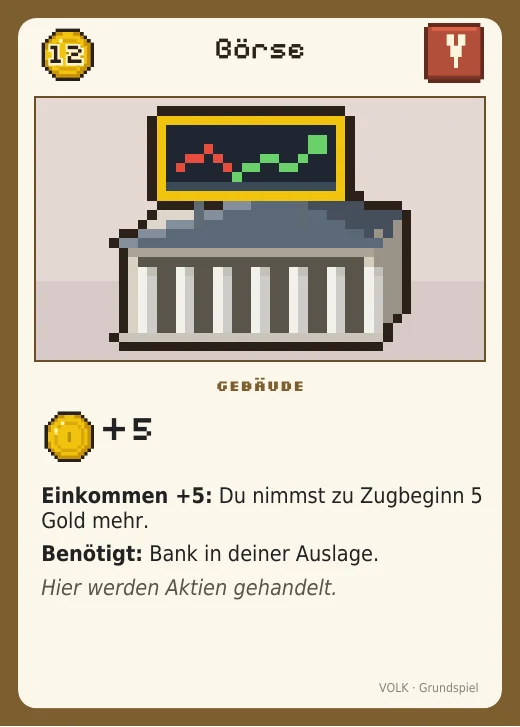 12
Börse
GEBÄUDE
+5
Einkommen +5: Du nimmst zu Zugbeginn 5
Gold mehr.
Benötigt: Bank in deiner Auslage.
Hier werden Aktien gehandelt.
VOLK · Grundspiel